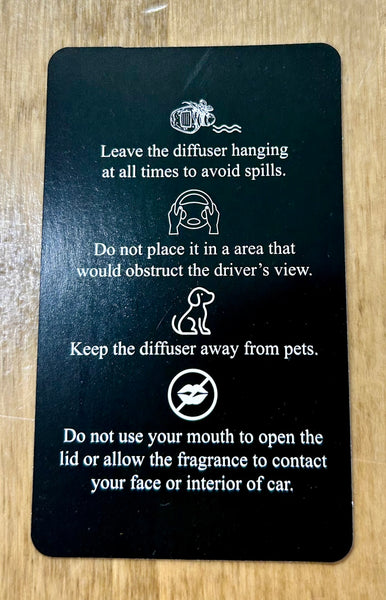 Leave the diffuser hanging
at all times to avoid spills.
Do not place it in a area that
would obstruct the driver's view.
Keep the diffuser away from pets.
Do not use your mouth to open the
lid or allow the fragrance to contact
your face or interior of car.